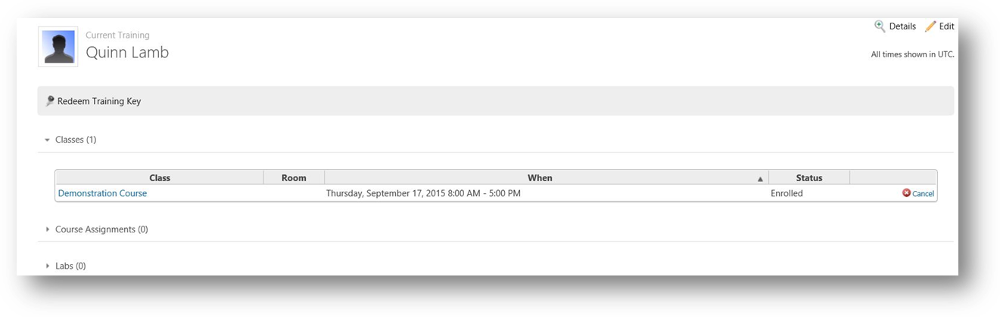 Current Training
Quinn Lamb
Details Edit
All times shown in UTC.
Redeem Training Key
Classes (1)
Class Room When Status
Demonstration Course Thursday, September 17, 2015 8:00 AM - 5:00 PM Enrolled Cancel
Course Assignments (0)
Labs (0)